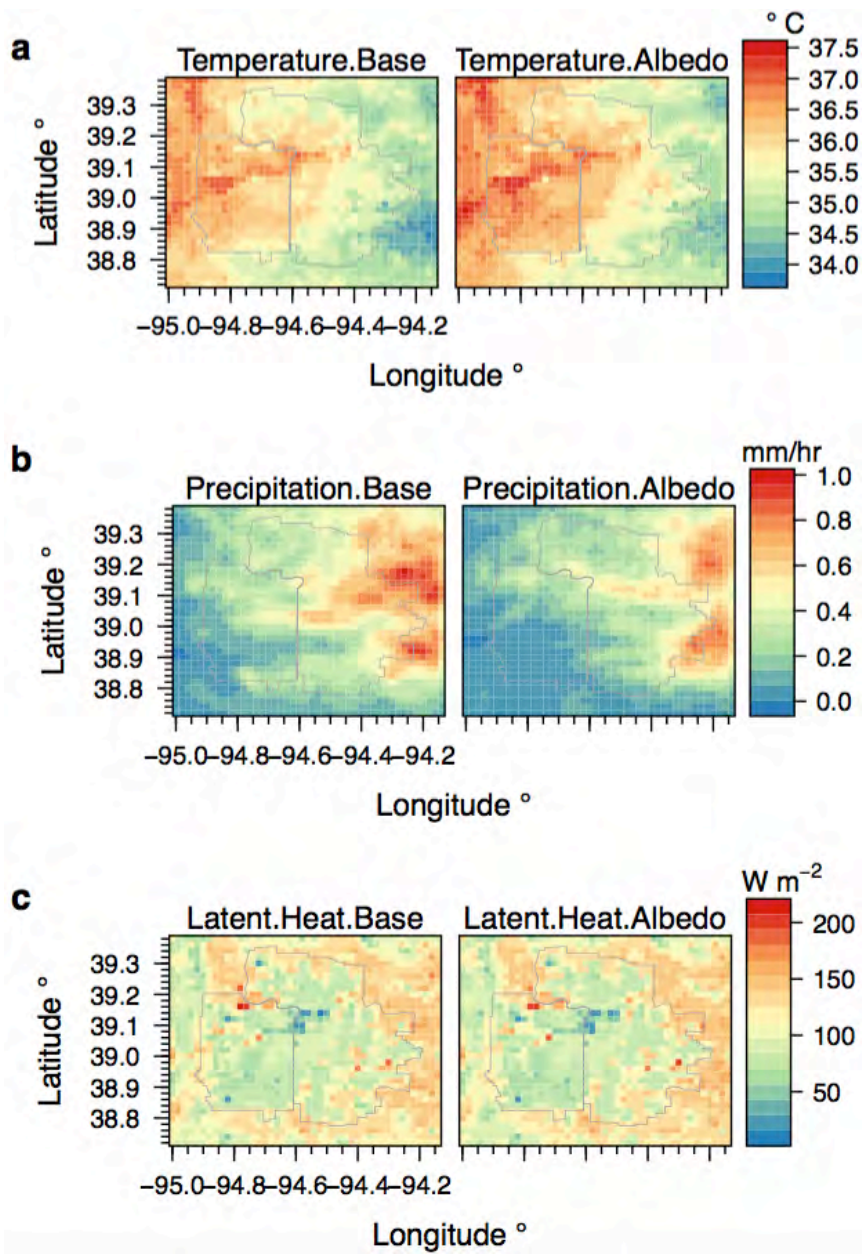 a
° C
Temperature.Base Temperature.Albedo
37.5
37.0
36.5
36.0
35.5
35.0
34.5
34.0
39.3
39.2
39.1
39.0
38.9
38.8
Latitude °
−95.0−94.8−94.6−94.4−94.2
Longitude °
b
mm/hr
Precipitation.Base Precipitation.Albedo
1.0
0.8
0.6
0.4
0.2
0.0
39.3
39.2
39.1
39.0
38.9
38.8
Latitude °
−95.0−94.8−94.6−94.4−94.2
Longitude °
c
W m−2
Latent.Heat.Base Latent.Heat.Albedo
200
150
100
50
39.3
39.2
39.1
39.0
38.9
38.8
Latitude °
−95.0−94.8−94.6−94.4−94.2
Longitude °